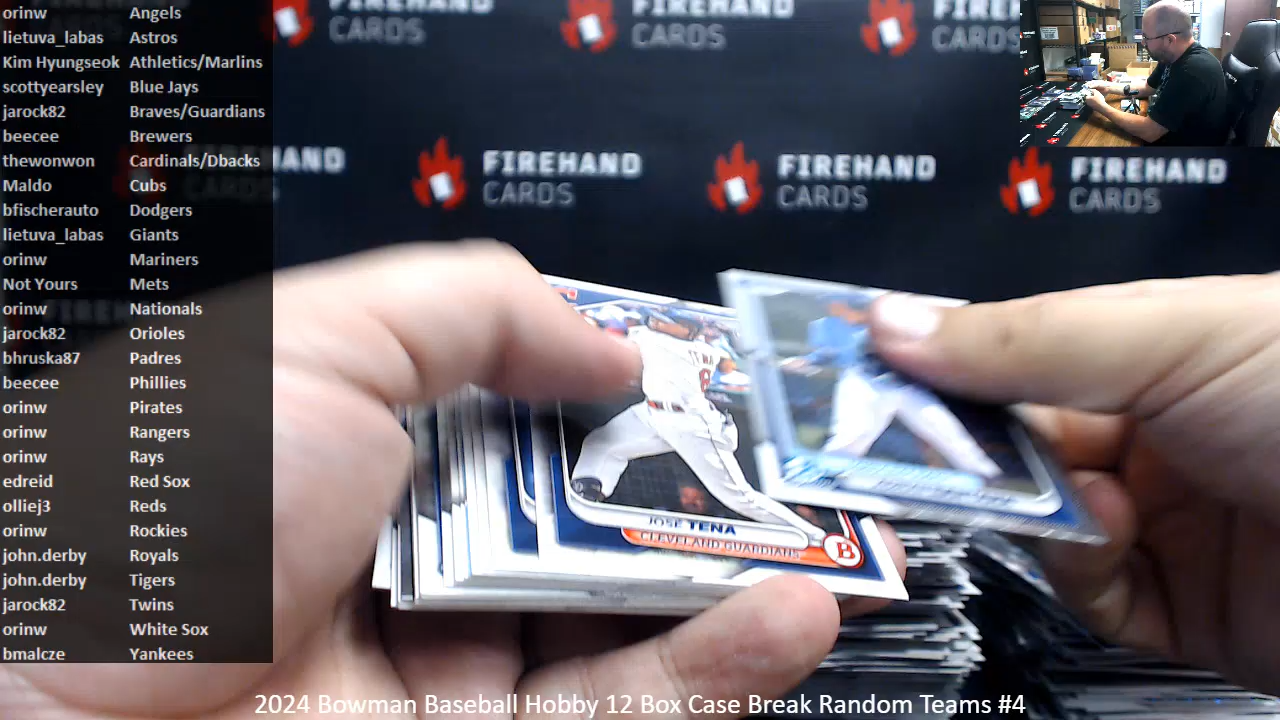 orinw Angels
lietuva_labas Astros
Kim Hyungseok Athletics/Marlins
scottyearsley Blue Jays
jarock82 Braves/Guardians
beecee Brewers
thewonwon Cardinals/Dbacks
Maldo Cubs
bfischerauto Dodgers
lietuva_labas Giants
orinw Mariners
Not Yours Mets
orinw Nationals
jarock82 Orioles
bhruska87 Padres
beecee Phillies
orinw Pirates
orinw Rangers
orinw Rays
edreid Red Sox
olliej3 Reds
orinw Rockies
john.derby Royals
john.derby Tigers
jarock82 Twins
orinw White Sox
bmalcze Yankees
FIREHAND
CARDS
FIREHAND
CARDS
FIREHAND
CARDS
HAND
CARDS
FIREHAND
CARDS
FIREHAND
CARDS
FIREHAND
CARDS
TENA
8
JOSE TENA
CLEVELAND GUARDIANS
B
2024 Bowman Baseball Hobby 12 Box Case Break Random Teams #4